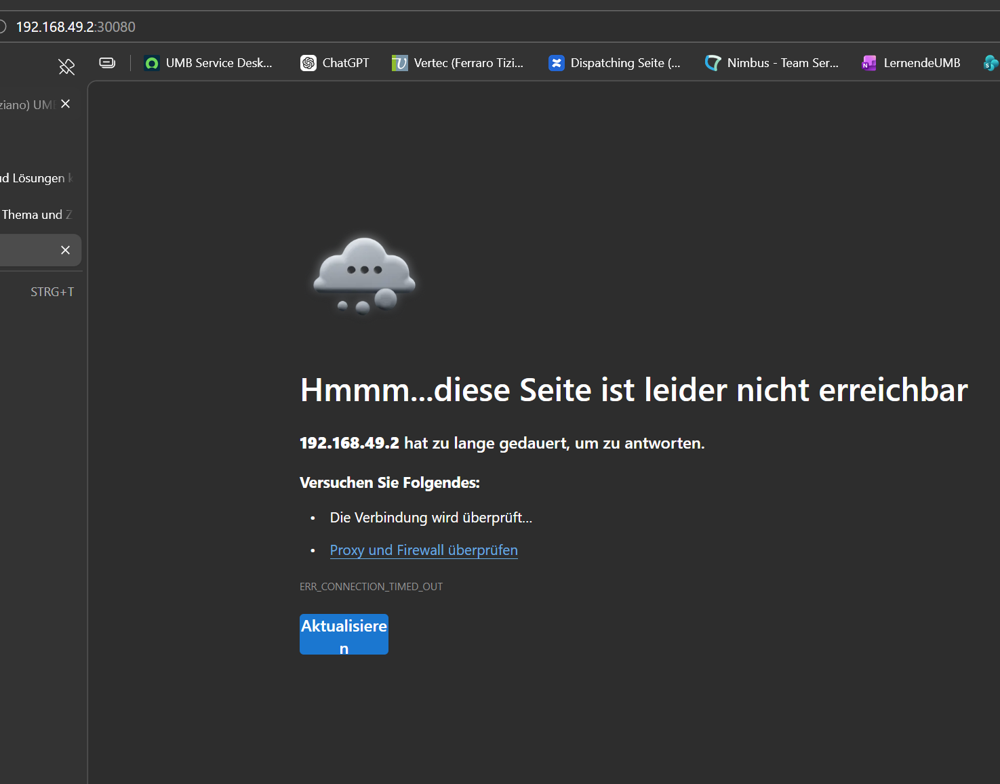 192.168.49.2:30080
UMB Service Desk...
ChatGPT
Vertec (Ferraro Tizi...
Dispatching Seite (...
Nimbus - Team Ser...
LernendeUMB
ziano) UMB
ud Lösungen k
Thema und Z
STRG+T
Hmmm...diese Seite ist leider nicht erreichbar
192.168.49.2 hat zu lange gedauert, um zu antworten.
Versuchen Sie Folgendes:
• Die Verbindung wird überprüft...
• Proxy und Firewall überprüfen
ERR_CONNECTION_TIMED_OUT
Aktualisiere
n